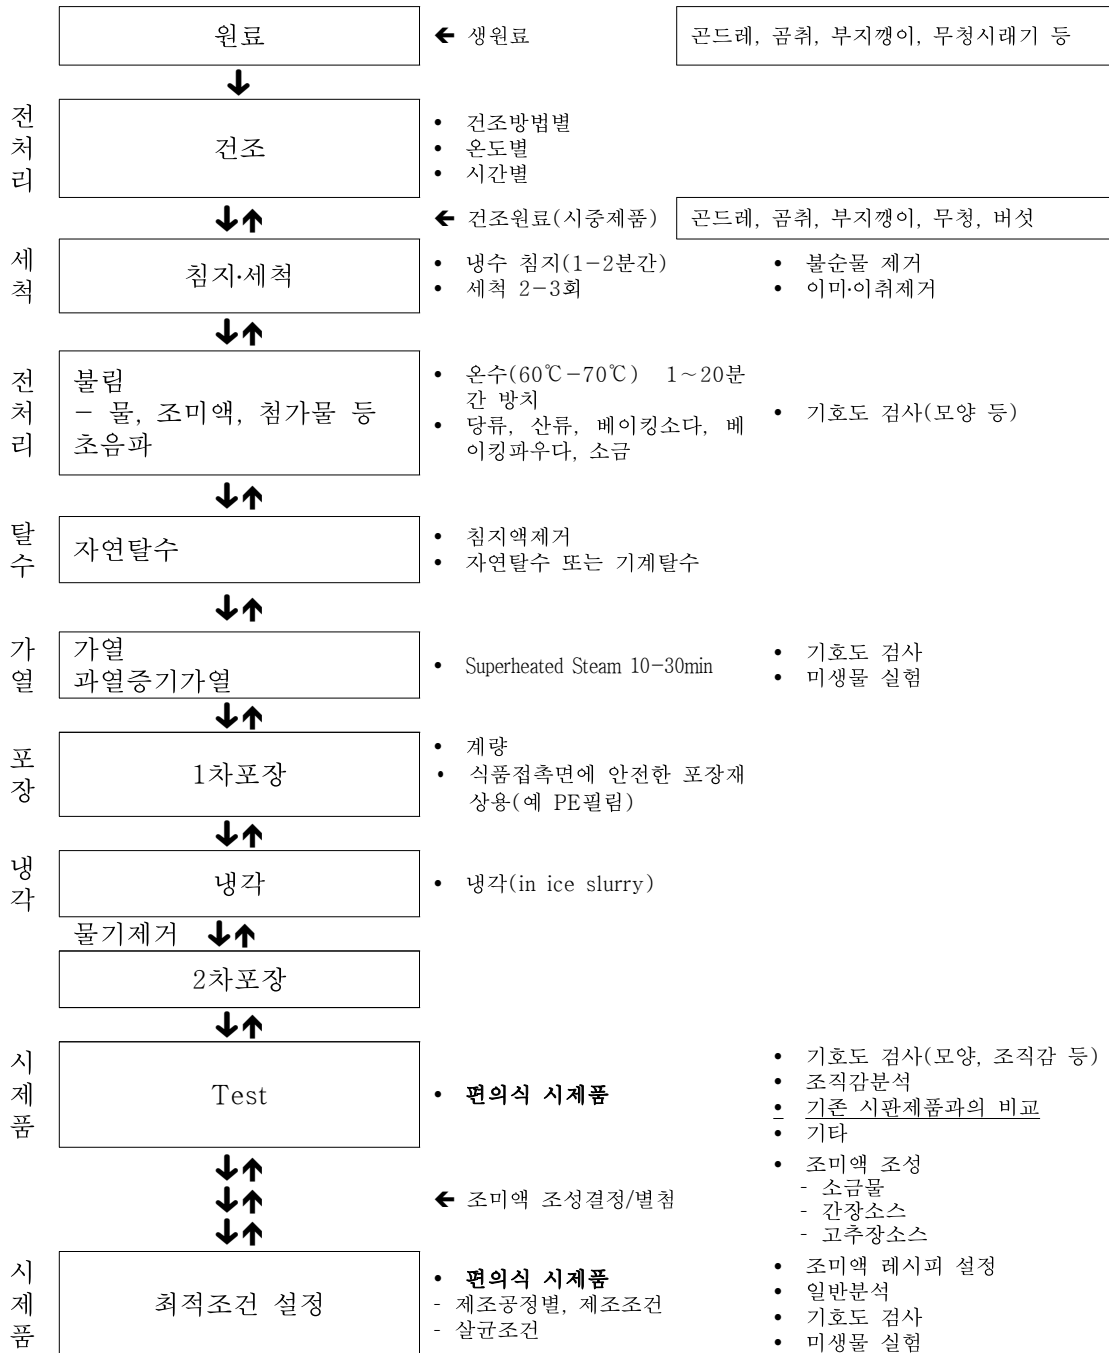 원료
← 생원료
곤드레, 곰취, 부지깽이, 무청시래기 등
전
처
리
건조
• 건조방법별
• 온도별
• 시간별
← 건조원료(시중제품)
곤드레, 곰취, 부지깽이, 무청, 버섯
세
척
침지·세척
• 냉수 침지(1-2분간)
• 세척 2-3회
• 불순물 제거
• 이미·이취제거
전
처
리
불림
- 물, 조미액, 첨가물 등
초음파
• 온수(60℃-70℃) 1~20분
간 방치
• 당류, 산류, 베이킹소다, 베
이킹파우다, 소금
• 기호도 검사(모양 등)
탈
수
자연탈수
• 침지액제거
• 자연탈수 또는 기계탈수
가
열
가열
과열증기가열
• Superheated Steam 10-30min
• 기호도 검사
• 미생물 실험
포
장
1차포장
• 계량
• 식품접촉면에 안전한 포장재
상용(예 PE필림)
냉
각
냉각
• 냉각(in ice slurry)
물기제거
2차포장
시
제
품
Test
• 편의식 시제품
• 기호도 검사(모양, 조직감 등)
• 조직감분석
• 기존 시판제품과의 비교
• 기타
← 조미액 조성결정/별첨
• 조미액 조성
- 소금물
- 간장소스
- 고추장소스
시
제
품
최적조건 설정
• 편의식 시제품
- 제조공정별, 제조조건
- 살균조건
• 조미액 레시피 설정
• 일반분석
• 기호도 검사
• 미생물 실험